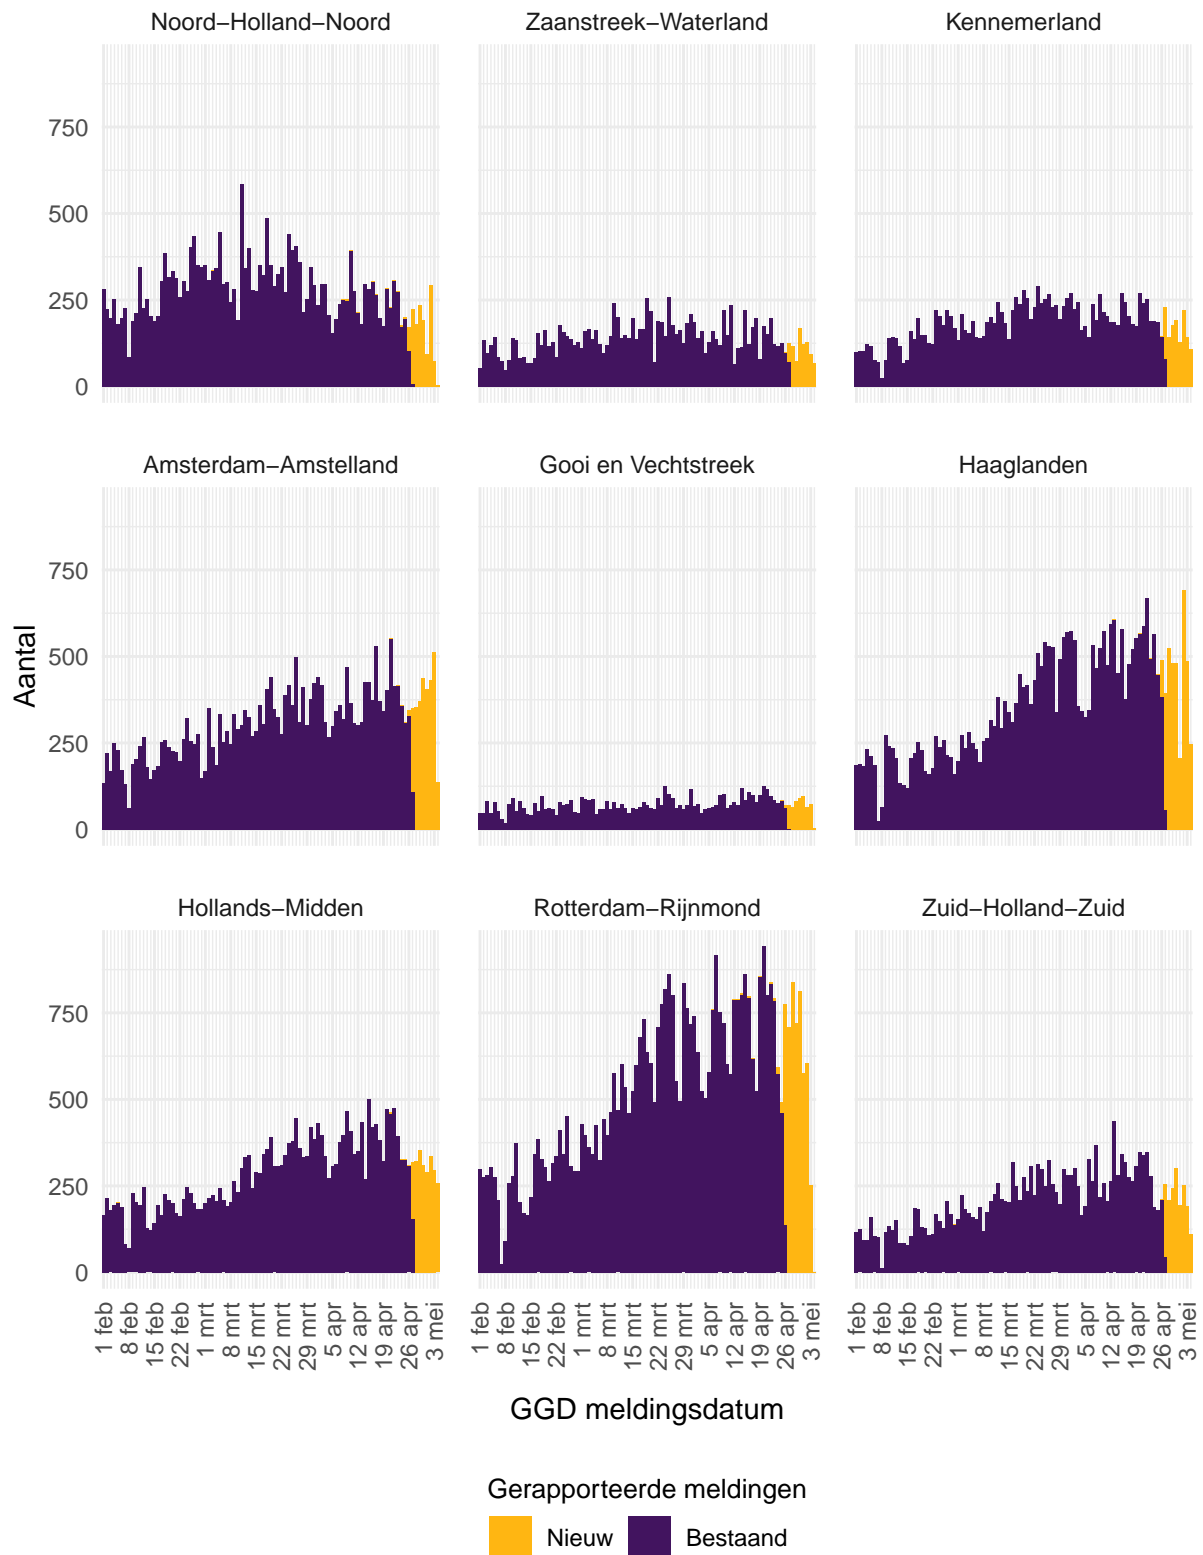 Noord−Holland−Noord
Zaanstreek−Waterland
Kennemerland
750
500
250
0
Amsterdam−Amstelland
Gooi en Vechtstreek
Haaglanden
750
500
250
0
Aantal
Hollands−Midden
Rotterdam−Rijnmond
Zuid−Holland−Zuid
750
500
250
0
1 feb
8 feb
15 feb
22 feb
1 mrt
8 mrt
15 mrt
22 mrt
29 mrt
5 apr
12 apr
19 apr
26 apr
3 mei
1 feb
8 feb
15 feb
22 feb
1 mrt
8 mrt
15 mrt
22 mrt
29 mrt
5 apr
12 apr
19 apr
26 apr
3 mei
1 feb
8 feb
15 feb
22 feb
1 mrt
8 mrt
15 mrt
22 mrt
29 mrt
5 apr
12 apr
19 apr
26 apr
3 mei
GGD meldingsdatum
Gerapporteerde meldingen
Nieuw
Bestaand